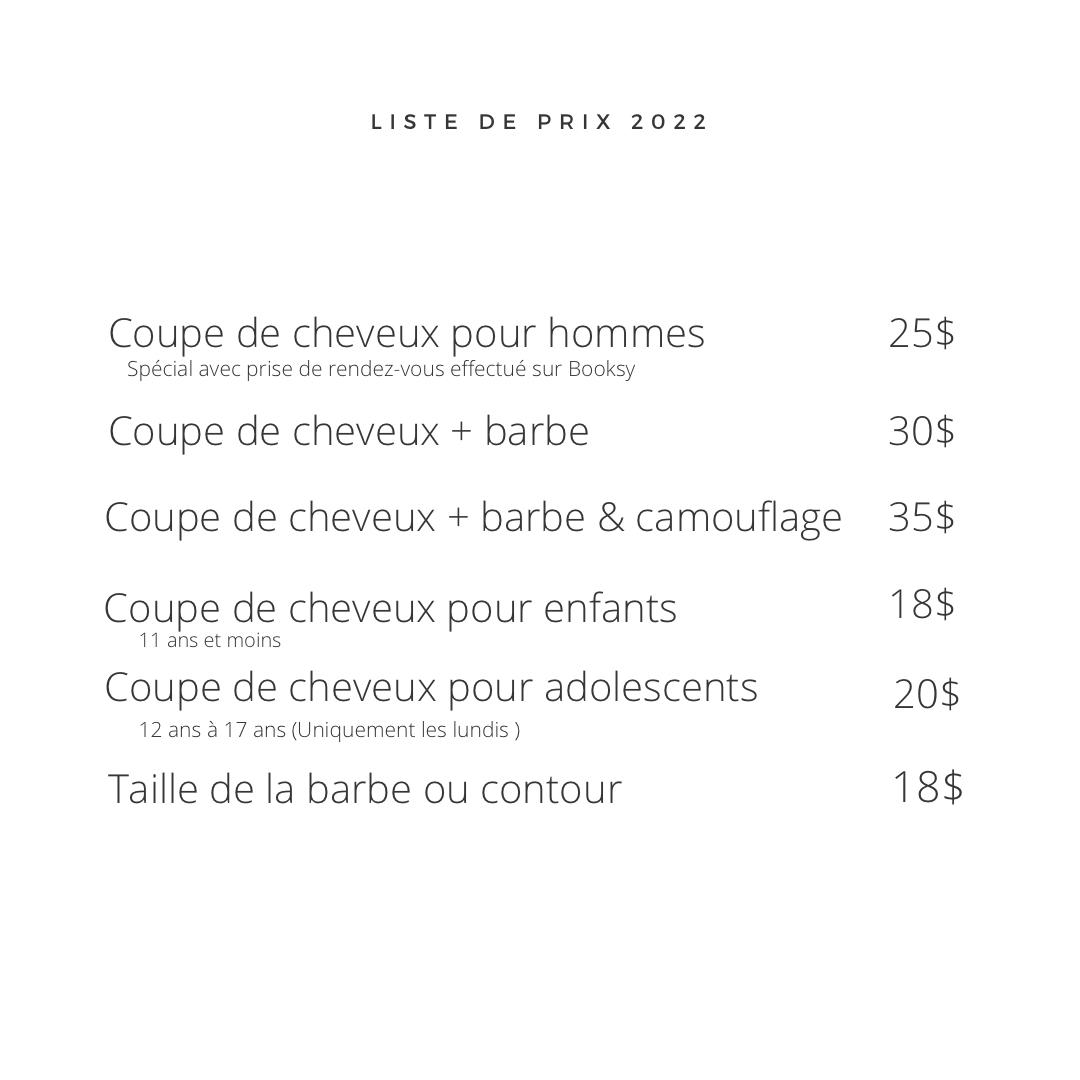 LISTE DE PRIX 2022
Coupe de cheveux pour hommes 25$
Spécial avec prise de rendez-vous effectué sur Booksy
Coupe de cheveux + barbe 30$
Coupe de cheveux + barbe & camouflage 35$
Coupe de cheveux pour enfants 18$
11 ans et moins
Coupe de cheveux pour adolescents 20$
12 ans à 17 ans (Uniquement les lundis )
Taille de la barbe ou contour 18$